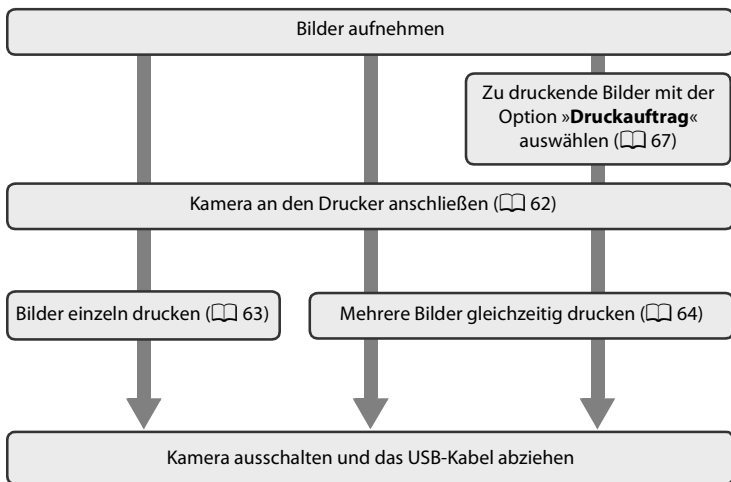 Bilder aufnehmen
Zu druckende Bilder mit der
Option »Druckauftrag«
auswählen (📖 67)
Kamera an den Drucker anschließen (📖 62)
Bilder einzeln drucken (📖 63)
Mehrere Bilder gleichzeitig drucken (📖 64)
Kamera ausschalten und das USB-Kabel abziehen